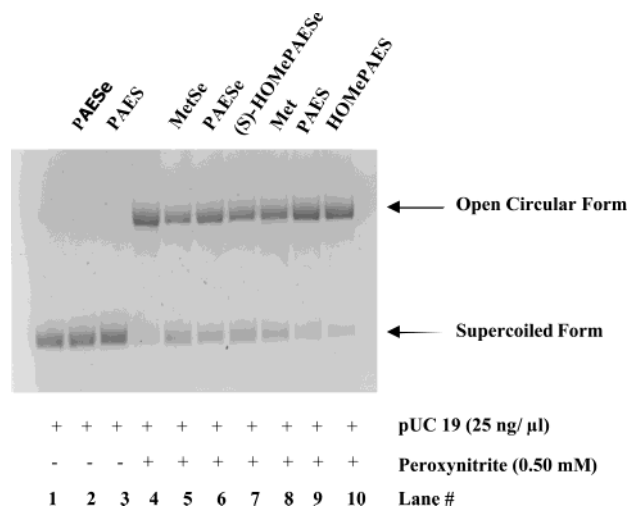 PAESe
PAES
MetSe
PAESe
(S)- HOMePAESe
Met
PAES
HOMePAES
Open Circular Form
Supercoiled Form
+ + + + + + + + + + pUC 19 (25 ng/ µl)
- - - + + + + + + + Peroxynitrite (0.50 mM)
1 2 3 4 5 6 7 8 9 10 Lane #